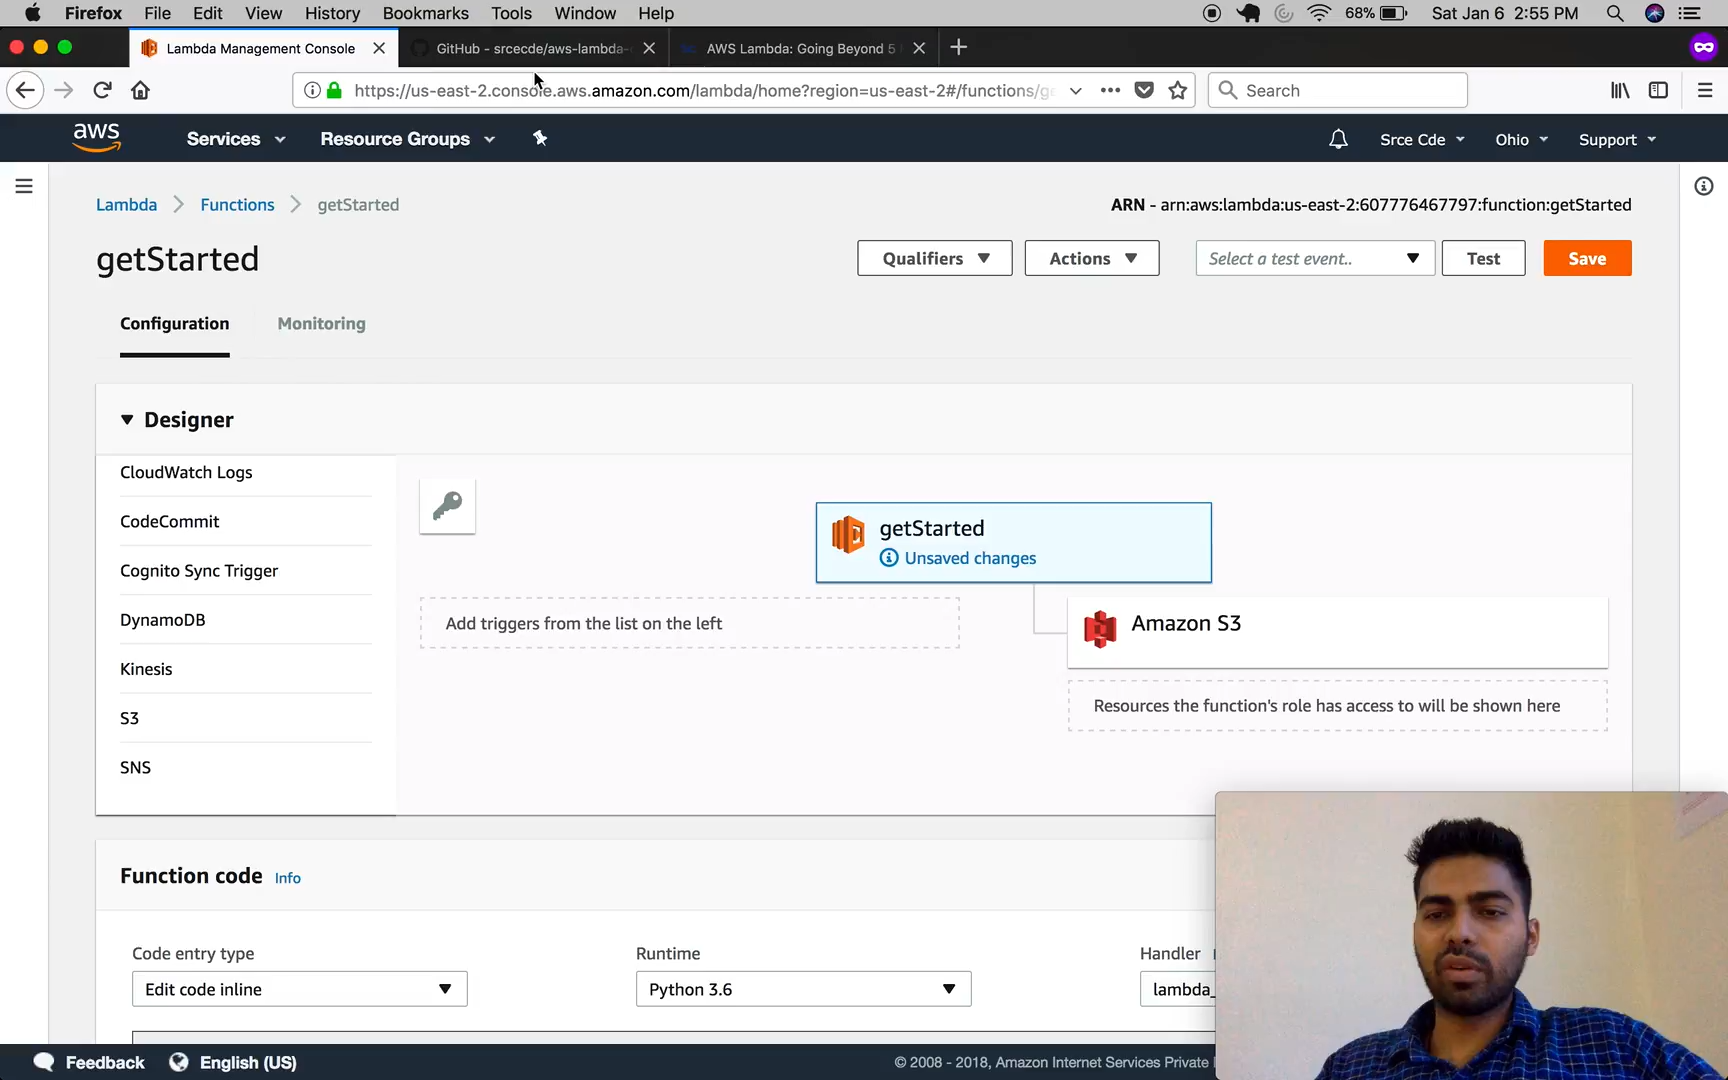 Firefox File Edit View History Bookmarks Tools Window Help 68% Sat Jan 6 2:55 PM
Lambda Management Console GitHub - srcecde/aws-lambda- AWS Lambda: Going Beyond 5
https://us-east-2.console.aws.amazon.com/lambda/home?region=us-east-2#/functions/ge Search
aws Services Resource Groups Srce Cde Ohio Support
Lambda Functions getStarted ARN - arn:aws:lambda:us-east-2:607776467797:function:getStarted
getStarted Qualifiers Actions Select a test event.. Test Save
Configuration Monitoring
Designer
CloudWatch Logs
CodeCommit
Cognito Sync Trigger
DynamoDB
Kinesis
S3
SNS
getStarted
Unsaved changes
Add triggers from the list on the left
Amazon S3
Resources the function's role has access to will be shown here
Function code Info
Code entry type Runtime Handler
Edit code inline Python 3.6 lambda_
Feedback English (US) © 2008 - 2018, Amazon Internet Services Private